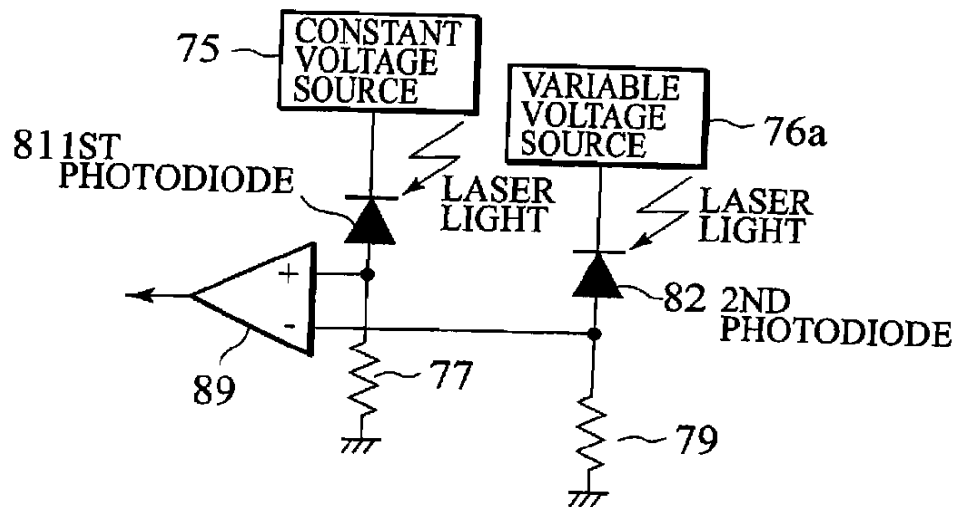 75
CONSTANT
VOLTAGE
SOURCE
VARIABLE
VOLTAGE
SOURCE
76a
81 1ST
PHOTODIODE
LASER
LIGHT
LASER
LIGHT
+
-
82 2ND
PHOTODIODE
89
77
79